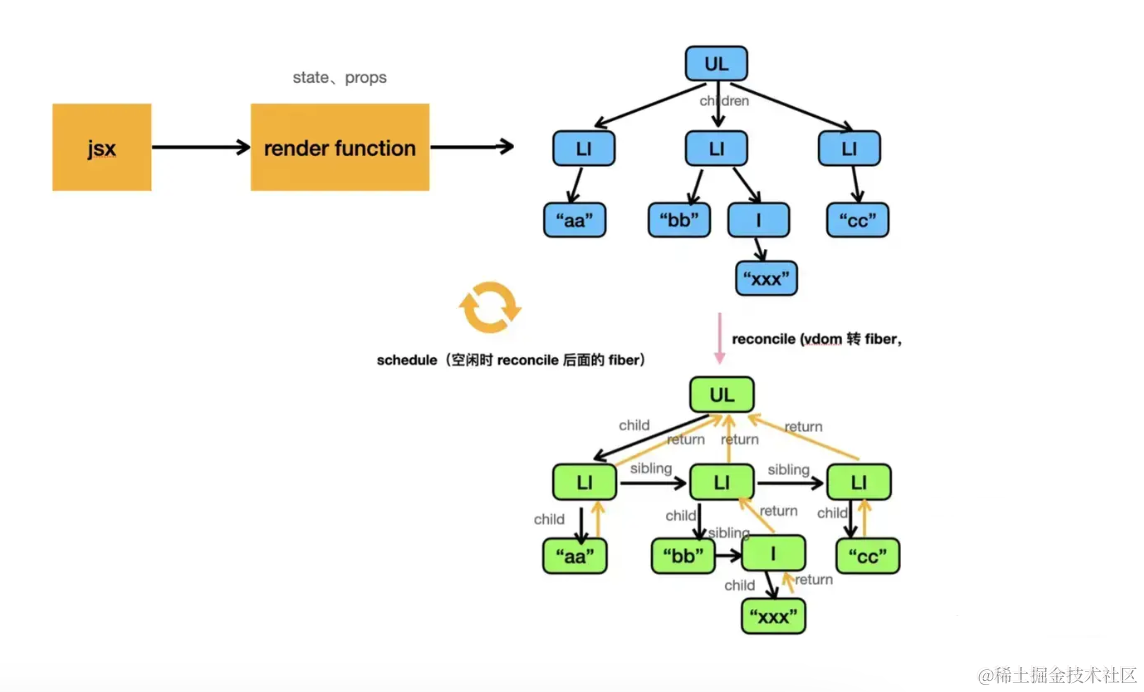 state、props
jsx
render function
UL
children
LI
LI
LI
“aa”
“bb”
I
“cc”
“xxx”
schedule（空闲时 reconcile 后面的 fiber）
reconcile (vdom 转 fiber,
UL
child
return
return
return
LI
sibling
LI
sibling
LI
child
child
sibling
return
child
“aa”
“bb”
I
“cc”
child
return
“xxx”
@稀土掘金技术社区